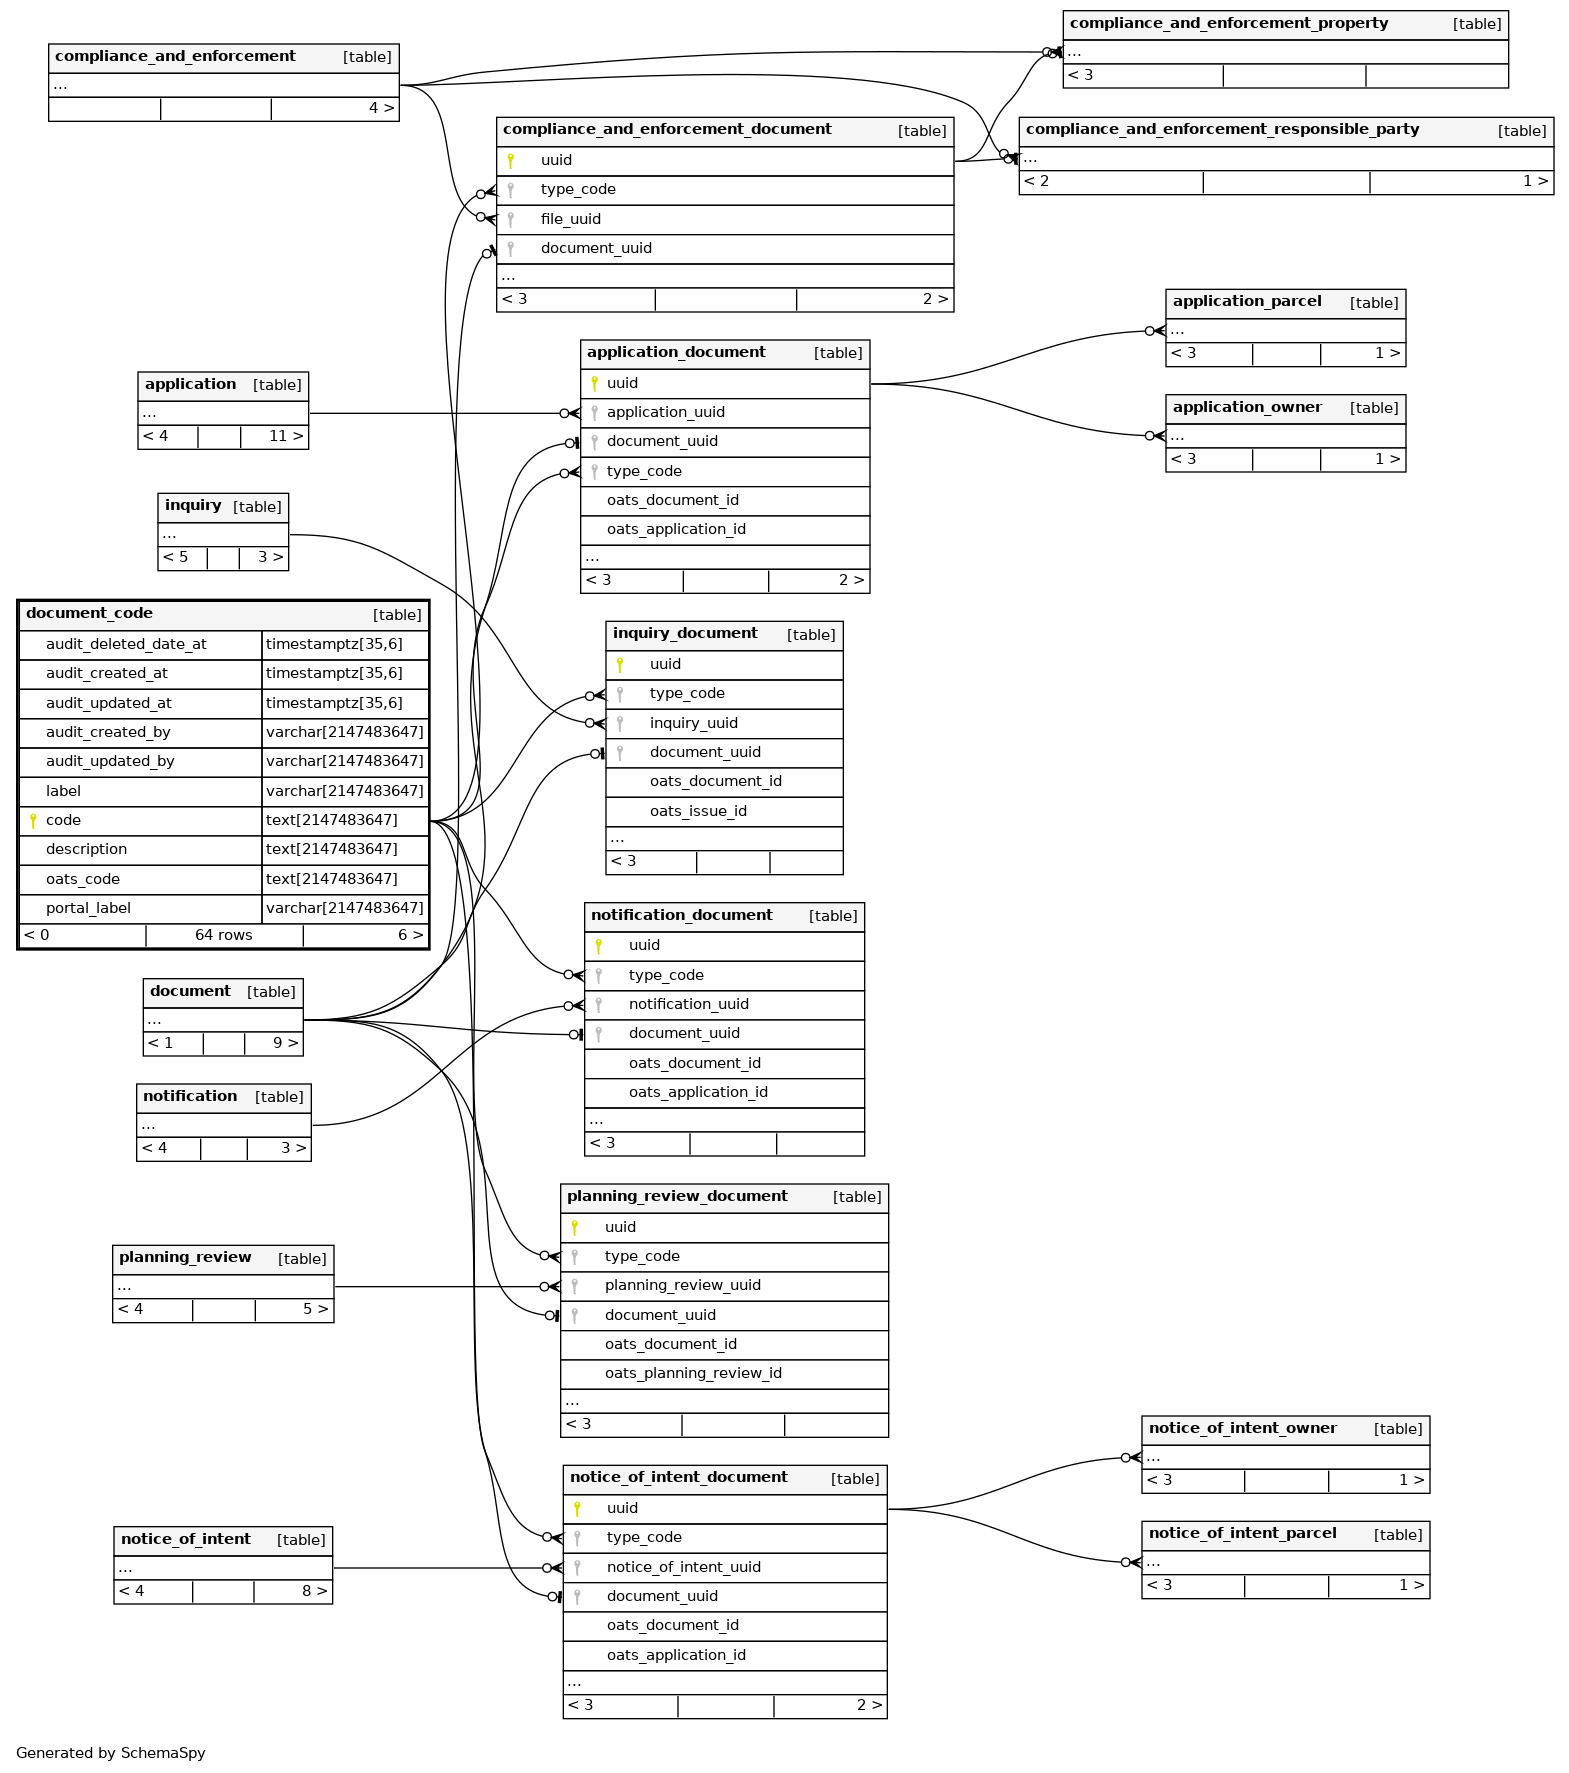 compliance_and_enforcement [table]
...
4 >
compliance_and_enforcement_property [table]
...
< 3
compliance_and_enforcement_document [table]
uuid
type_code
file_uuid
document_uuid
...
< 3 2 >
compliance_and_enforcement_responsible_party [table]
...
< 2 1 >
application_parcel [table]
...
< 3 1 >
application_owner [table]
...
< 3 1 >
application [table]
...
< 4 11 >
application_document [table]
uuid
application_uuid
document_uuid
type_code
oats_document_id
oats_application_id
...
< 3 2 >
inquiry [table]
...
< 5 3 >
document_code [table]
audit_deleted_date_at timestamptz[35,6]
audit_created_at timestamptz[35,6]
audit_updated_at timestamptz[35,6]
audit_created_by varchar[2147483647]
audit_updated_by varchar[2147483647]
label varchar[2147483647]
code text[2147483647]
description text[2147483647]
oats_code text[2147483647]
portal_label varchar[2147483647]
< 0 64 rows 6 >
inquiry_document [table]
uuid
type_code
inquiry_uuid
document_uuid
oats_document_id
oats_issue_id
...
< 3
notification_document [table]
uuid
type_code
notification_uuid
document_uuid
oats_document_id
oats_application_id
...
< 3
document [table]
...
< 1 9 >
notification [table]
...
< 4 3 >
planning_review_document [table]
uuid
type_code
planning_review_uuid
document_uuid
oats_document_id
oats_planning_review_id
...
< 3
planning_review [table]
...
< 4 5 >
notice_of_intent_document [table]
uuid
type_code
notice_of_intent_uuid
document_uuid
oats_document_id
oats_application_id
...
< 3 2 >
notice_of_intent [table]
...
< 4 8 >
notice_of_intent_owner [table]
...
< 3 1 >
notice_of_intent_parcel [table]
...
< 3 1 >
Generated by SchemaSpy